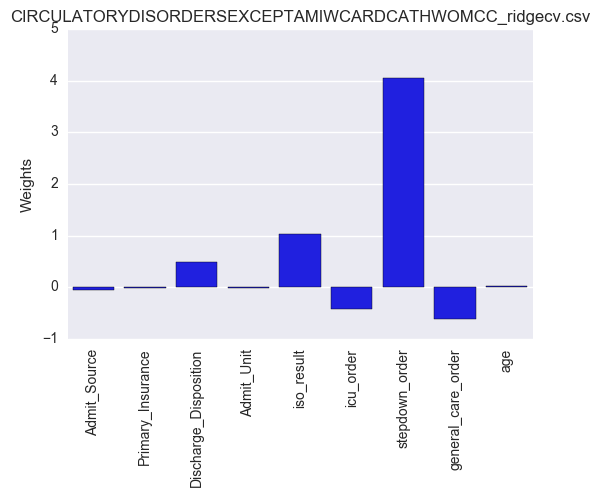 CIRCULATORYDISORDERSEXCEPTAMIWCARDCATHWOMCC_ridgecv.csv
5
4
3
2
1
0
−1
Weights
Admit_Source
Primary_Insurance
Discharge_Disposition
Admit_Unit
iso_result
icu_order
stepdown_order
general_care_order
age